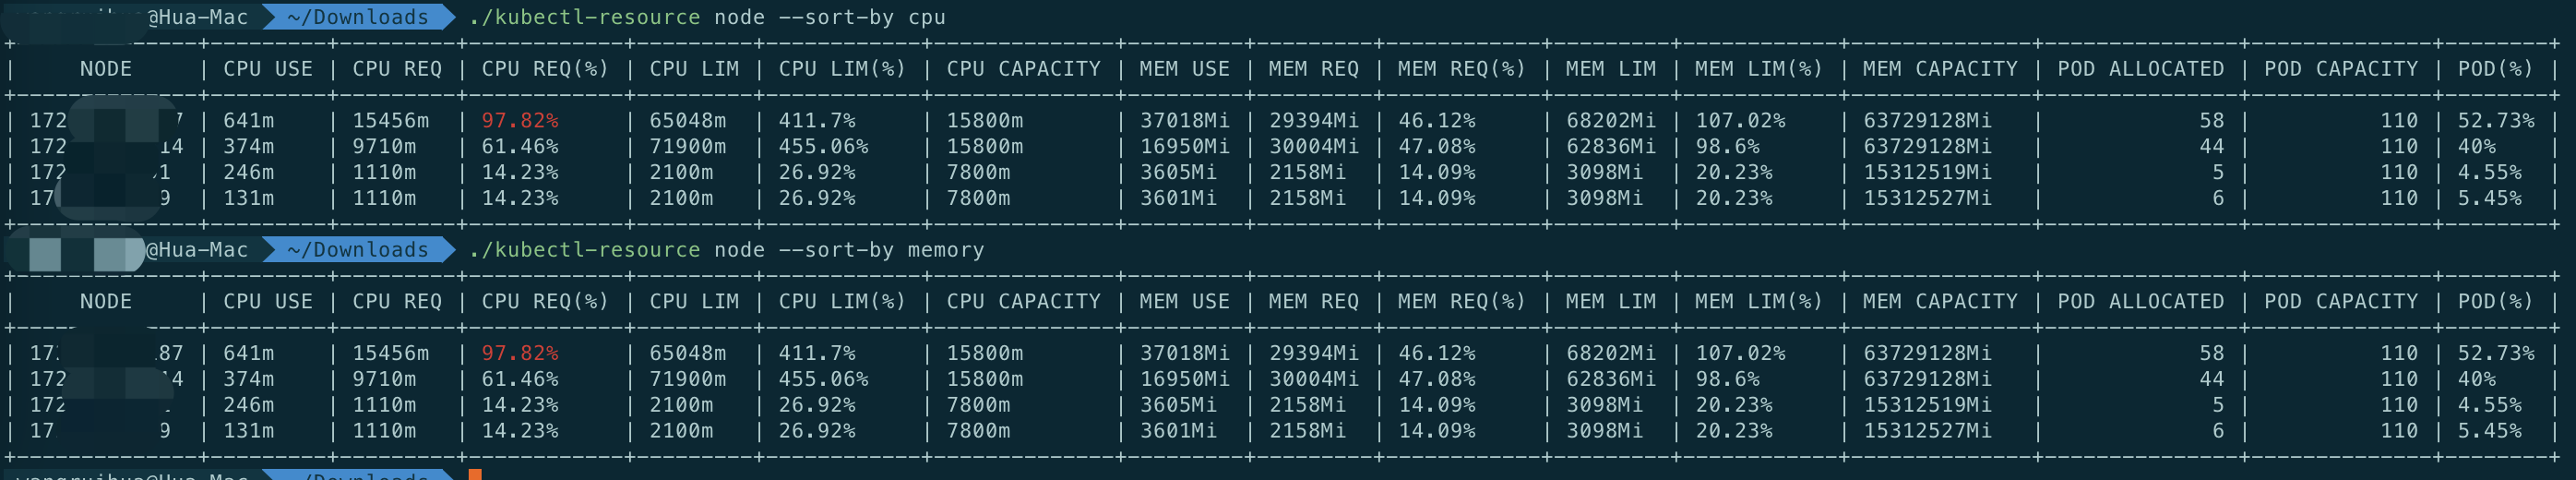 @Hua-Mac ~/Downloads ./kubectl-resource node --sort-by cpu
| NODE | CPU USE | CPU REQ | CPU REQ(%) | CPU LIM | CPU LIM(%) | CPU CAPACITY | MEM USE | MEM REQ | MEM REQ(%) | MEM LIM | MEM LIM(%) | MEM CAPACITY | POD ALLOCATED | POD CAPACITY | POD(%) |
| 172 7 | 641m | 15456m | 97.82% | 65048m | 411.7% | 15800m | 37018Mi | 29394Mi | 46.12% | 68202Mi | 107.02% | 63729128Mi | 58 | 110 | 52.73% |
| 172 14 | 374m | 9710m | 61.46% | 71900m | 455.06% | 15800m | 16950Mi | 30004Mi | 47.08% | 62836Mi | 98.6% | 63729128Mi | 44 | 110 | 40% |
| 172 1 | 246m | 1110m | 14.23% | 2100m | 26.92% | 7800m | 3605Mi | 2158Mi | 14.09% | 3098Mi | 20.23% | 15312519Mi | 5 | 110 | 4.55% |
| 17 9 | 131m | 1110m | 14.23% | 2100m | 26.92% | 7800m | 3601Mi | 2158Mi | 14.09% | 3098Mi | 20.23% | 15312527Mi | 6 | 110 | 5.45% |
@Hua-Mac ~/Downloads ./kubectl-resource node --sort-by memory
| NODE | CPU USE | CPU REQ | CPU REQ(%) | CPU LIM | CPU LIM(%) | CPU CAPACITY | MEM USE | MEM REQ | MEM REQ(%) | MEM LIM | MEM LIM(%) | MEM CAPACITY | POD ALLOCATED | POD CAPACITY | POD(%) |
| 17 87 | 641m | 15456m | 97.82% | 65048m | 411.7% | 15800m | 37018Mi | 29394Mi | 46.12% | 68202Mi | 107.02% | 63729128Mi | 58 | 110 | 52.73% |
| 172 14 | 374m | 9710m | 61.46% | 71900m | 455.06% | 15800m | 16950Mi | 30004Mi | 47.08% | 62836Mi | 98.6% | 63729128Mi | 44 | 110 | 40% |
| 172 | 246m | 1110m | 14.23% | 2100m | 26.92% | 7800m | 3605Mi | 2158Mi | 14.09% | 3098Mi | 20.23% | 15312519Mi | 5 | 110 | 4.55% |
| 17 9 | 131m | 1110m | 14.23% | 2100m | 26.92% | 7800m | 3601Mi | 2158Mi | 14.09% | 3098Mi | 20.23% | 15312527Mi | 6 | 110 | 5.45% |
@Hua-Mac ~/Downloads